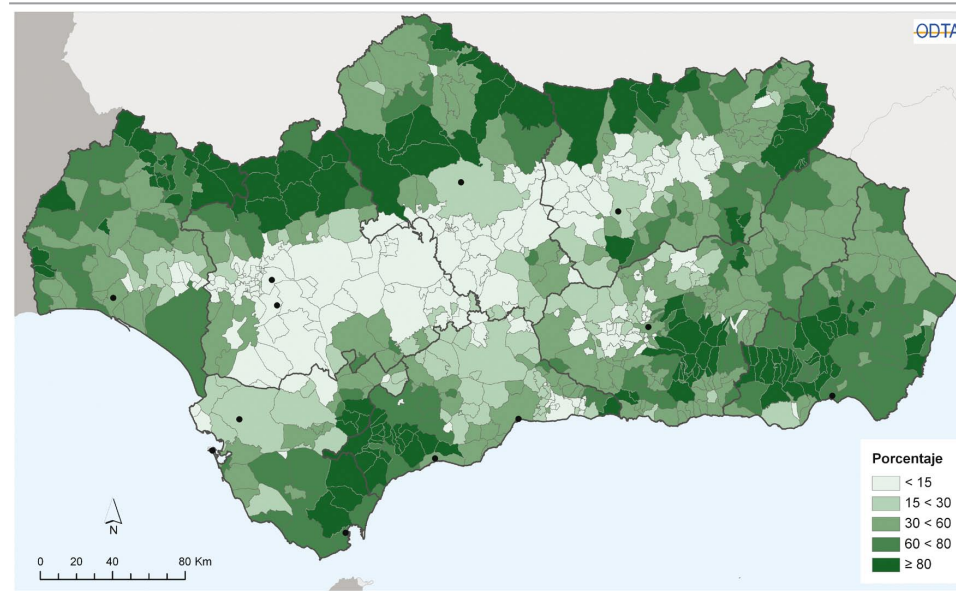 ODTA
Porcentaje
< 15
15 < 30
30 < 60
60 < 80
≥ 80
N
0 20 40 80 Km